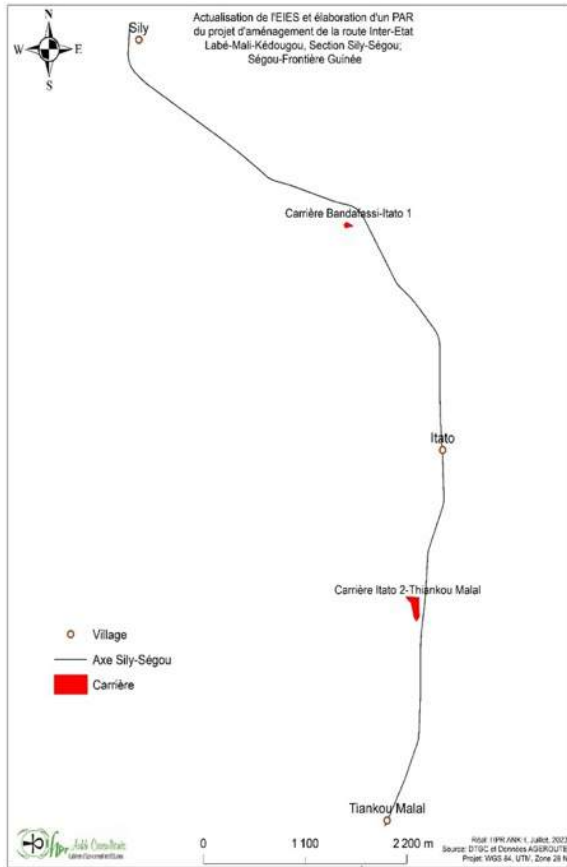 Actualisation de l'EIES et élaboration d'un PAR
du projet d'aménagement de la route Inter-Etat
Labé-Mali-Kédougou, Section Sily-Ségou;
Ségou-Frontière Guinée
N
W
E
S
Sily
Carrière Bandafassi-Itato 1
Itato
Carrière Itato 2-Thiankou Malal
Village
Axe Sily-Ségou
Carrière
Tiankou Malal
0 1 100 2 200 m
Juillet, 2023
Source: DTGC et Données AGEROUTE
Projet: WGS 84, UTM, Zone 28